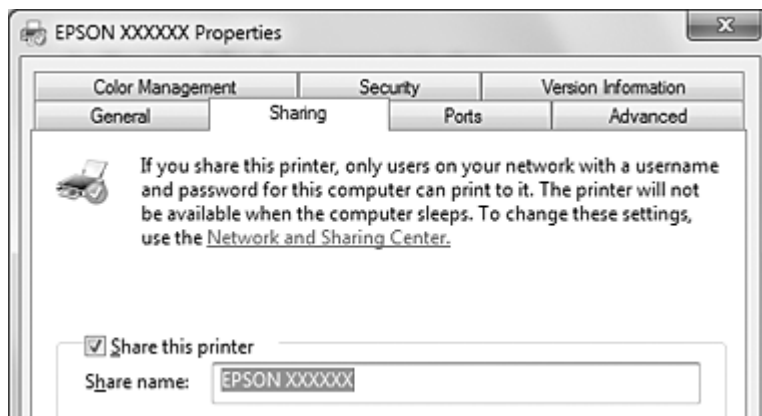 EPSON XXXXXX Properties
Color Management Security Version Information
General Sharing Ports Advanced
If you share this printer, only users on your network with a username
and password for this computer can print to it. The printer will not
be available when the computer sleeps. To change these settings,
use the Network and Sharing Center.
Share this printer
Share name: EPSON XXXXXX